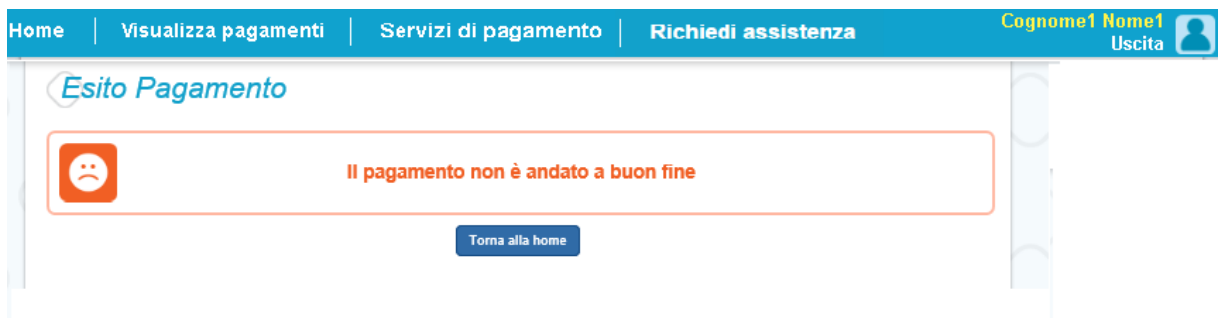 Home | Visualizza pagamenti | Servizi di pagamento | Richiedi assistenza
Cognome1 Nome1
Uscita
Esito Pagamento
Il pagamento non è andato a buon fine
Torna alla home